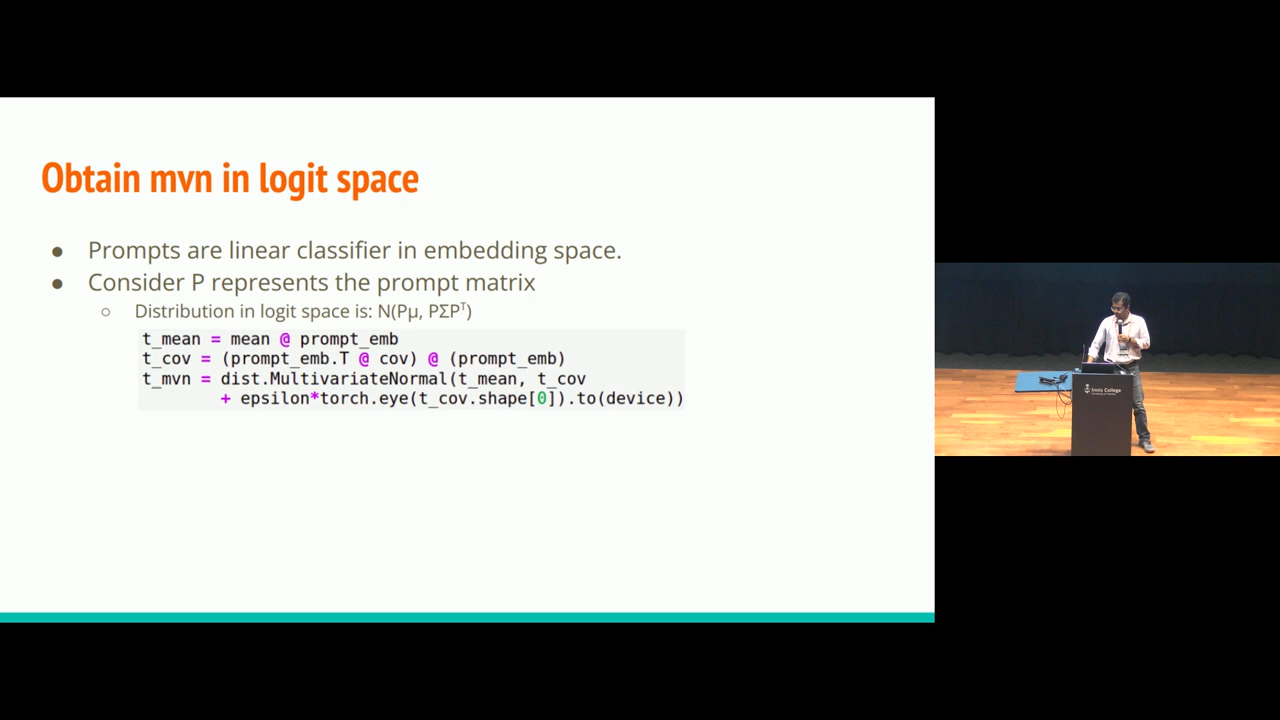 Obtain mvn in logit space
● Prompts are linear classifier in embedding space.
● Consider P represents the prompt matrix
○ Distribution in logit space is: N(Pμ, PΣPᵀ)
t_mean = mean @ prompt_emb
t_cov = (prompt_emb.T @ cov) @ (prompt_emb)
t_mvn = dist.MultivariateNormal(t_mean, t_cov
+ epsilon*torch.eye(t_cov.shape[0]).to(device))
Innis College